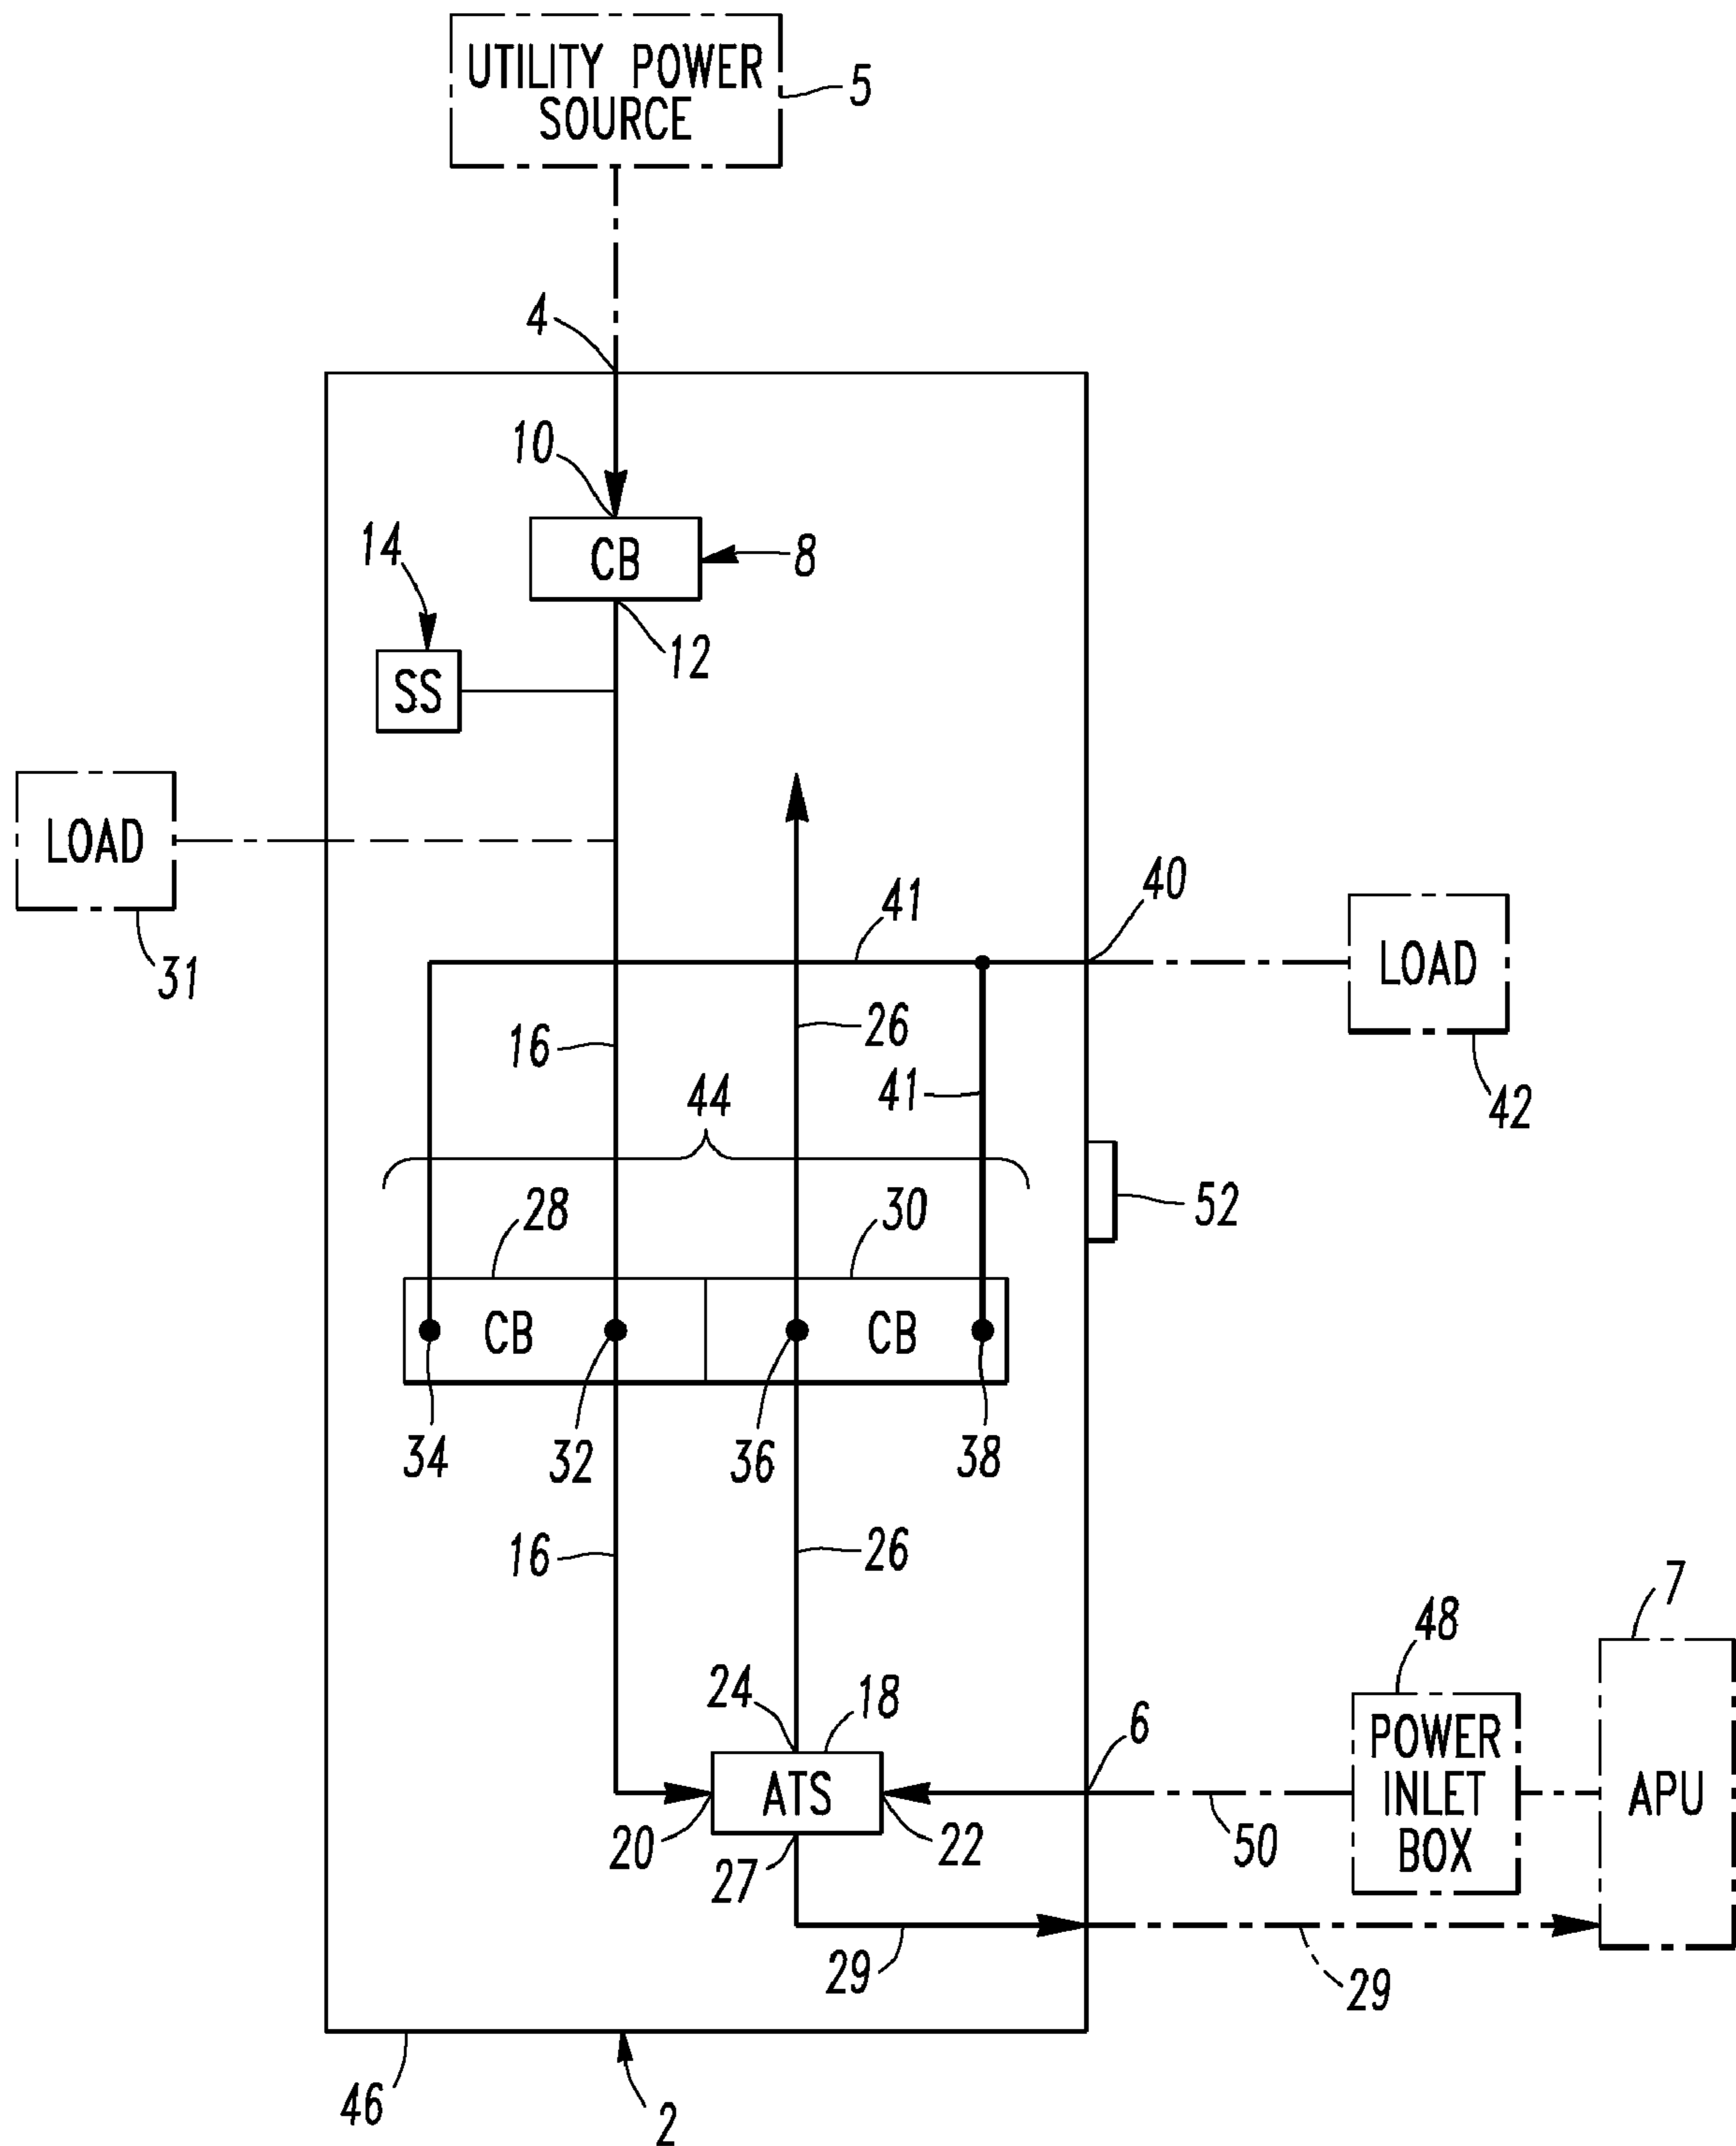 UTILITY POWER
SOURCE
5
4
10
CB
8
14
12
SS
LOAD
31
41
40
LOAD
42
16
26
41
44
28
30
52
CB
CB
34
32
36
38
16
26
7
48
24
18
6
POWER
INLET
BOX
ATS
APU
20
27
22
50
29
29
46
2